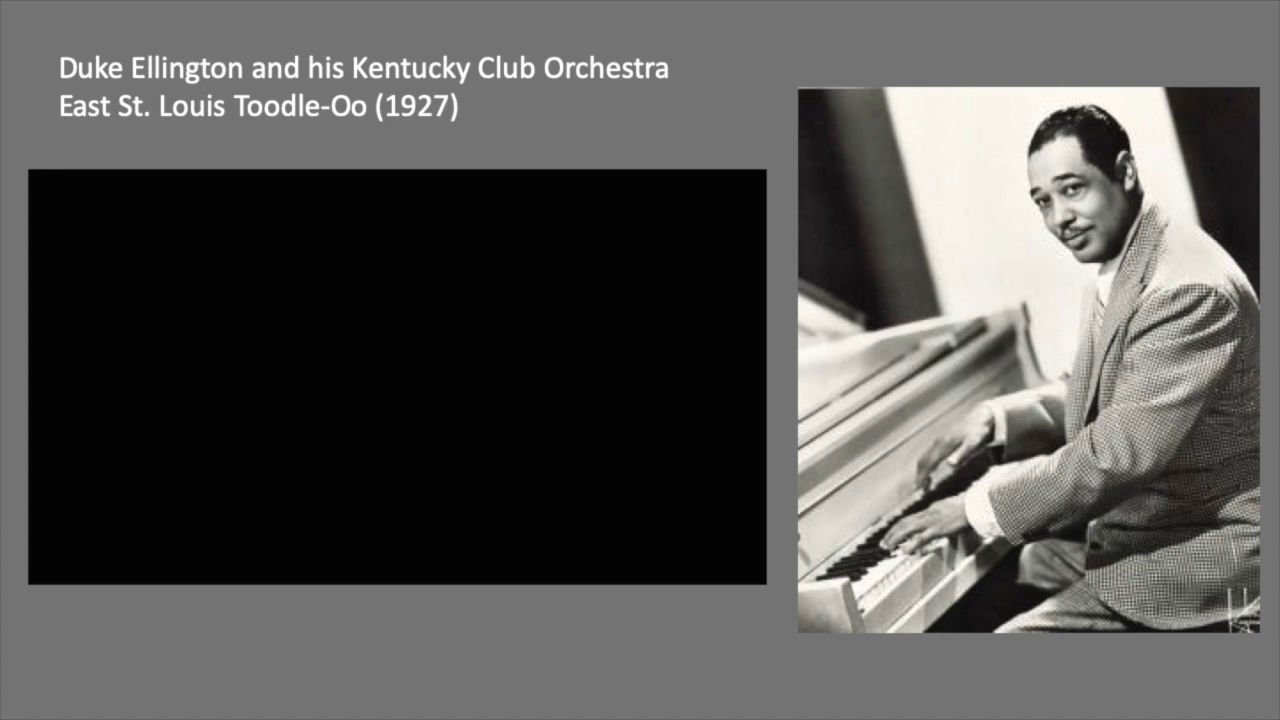 Duke Ellington and his Kentucky Club Orchestra
East St. Louis Toodle-Oo (1927)